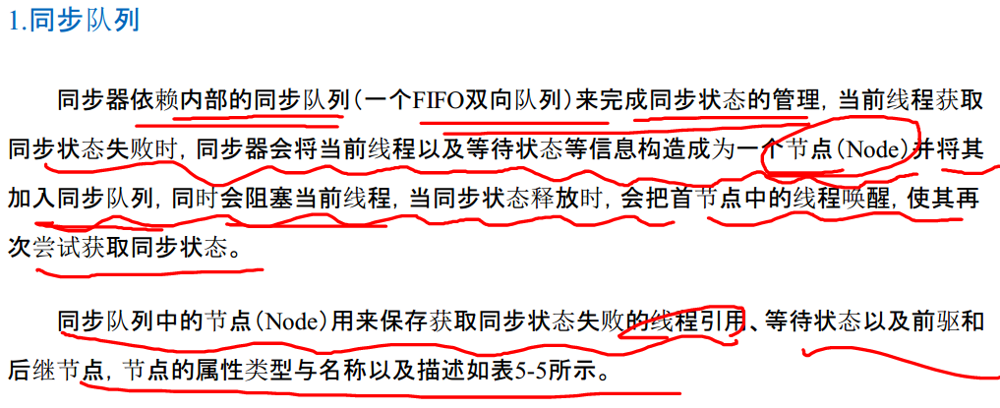 1.同步队列
同步器依赖内部的同步队列（一个FIFO双向队列）来完成同步状态的管理，当前线程获取
同步状态失败时，同步器会将当前线程以及等待状态等信息构造成为一个节点（Node）并将其
加入同步队列，同时会阻塞当前线程，当同步状态释放时，会把首节点中的线程唤醒，使其再
次尝试获取同步状态。
同步队列中的节点（Node）用来保存获取同步状态失败的线程引用、等待状态以及前驱和
后继节点，节点的属性类型与名称以及描述如表5-5所示。